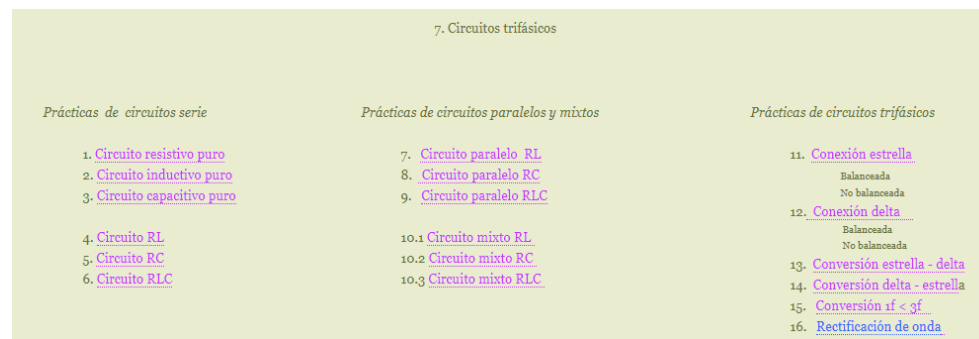 7. Circuitos trifásicos
Prácticas de circuitos serie
1. Circuito resistivo puro
2. Circuito inductivo puro
3. Circuito capacitivo puro
4. Circuito RL
5. Circuito RC
6. Circuito RLC
Prácticas de circuitos paralelos y mixtos
7. Circuito paralelo RL
8. Circuito paralelo RC
9. Circuito paralelo RLC
10.1 Circuito mixto RL
10.2 Circuito mixto RC
10.3 Circuito mixto RLC
Prácticas de circuitos trifásicos
11. Conexión estrella
Balanceada
No balanceada
12. Conexión delta
Balanceada
No balanceada
13. Conversión estrella - delta
14. Conversión delta - estrella
15. Conversión 1f < 3f
16. Rectificación de onda